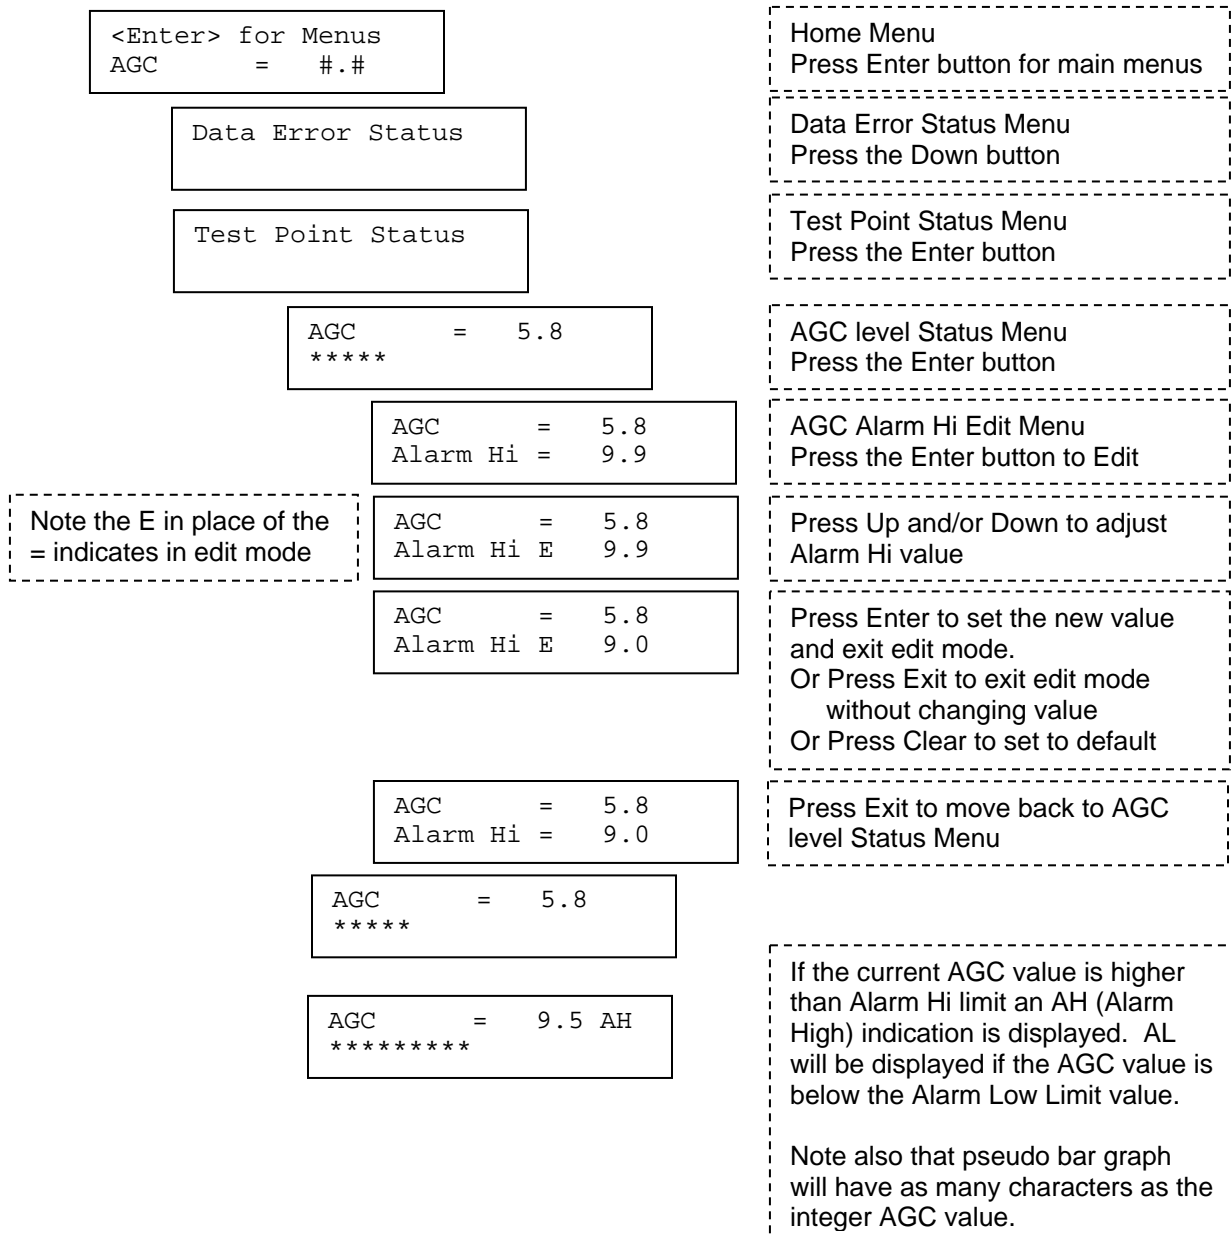 <Enter> for Menus
AGC = #.#
Home Menu
Press Enter button for main menus
Data Error Status
Data Error Status Menu
Press the Down button
Test Point Status
Test Point Status Menu
Press the Enter button
AGC = 5.8
*****
AGC level Status Menu
Press the Enter button
AGC = 5.8
Alarm Hi = 9.9
AGC Alarm Hi Edit Menu
Press the Enter button to Edit
Note the E in place of the
= indicates in edit mode
AGC = 5.8
Alarm Hi E 9.9
Press Up and/or Down to adjust
Alarm Hi value
AGC = 5.8
Alarm Hi E 9.0
Press Enter to set the new value
and exit edit mode.
Or Press Exit to exit edit mode
without changing value
Or Press Clear to set to default
AGC = 5.8
Alarm Hi = 9.0
Press Exit to move back to AGC
level Status Menu
AGC = 5.8
*****
AGC = 9.5 AH
*********
If the current AGC value is higher
than Alarm Hi limit an AH (Alarm
High) indication is displayed. AL
will be displayed if the AGC value is
below the Alarm Low Limit value.
Note also that pseudo bar graph
will have as many characters as the
integer AGC value.